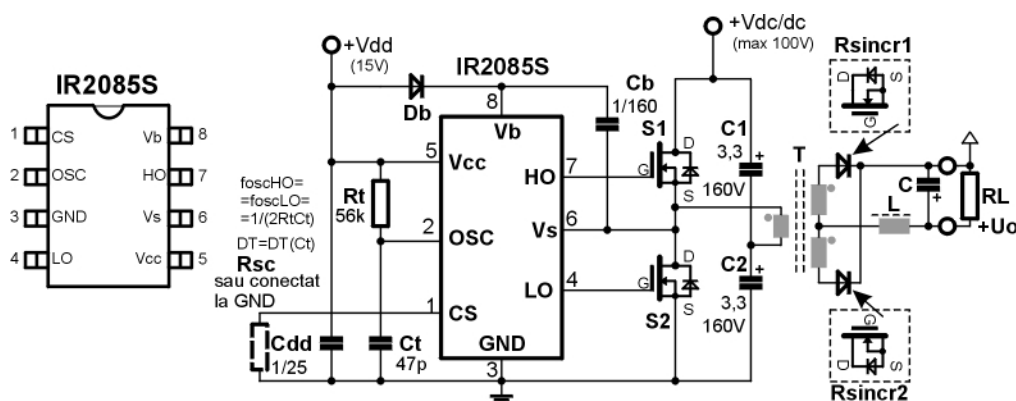 IR2085S
1 CS
2 OSC
3 GND
4 LO
Vb 8
HO 7
Vs 6
Vcc 5
+Vdd
(15V)
Db
IR2085S
8
Vb
5 Vcc
2 OSC
1 CS
GND
3
HO 7
Vs 6
LO 4
Rt
56k
foscHO=
=foscLO=
=1/(2RtCt)
DT=DT(Ct)
Rsc
sau conectat
la GND
Cdd
1/25
Ct
47p
Cb
1/160
+Vdc/dc
(max 100V)
S1
D
G
S
S2
D
G
S
C1
+
3,3
160V
C2
+
3,3
160V
T
Rsincr1
D
S
G
L
C
+
RL
+Uo
G
D
S
Rsincr2